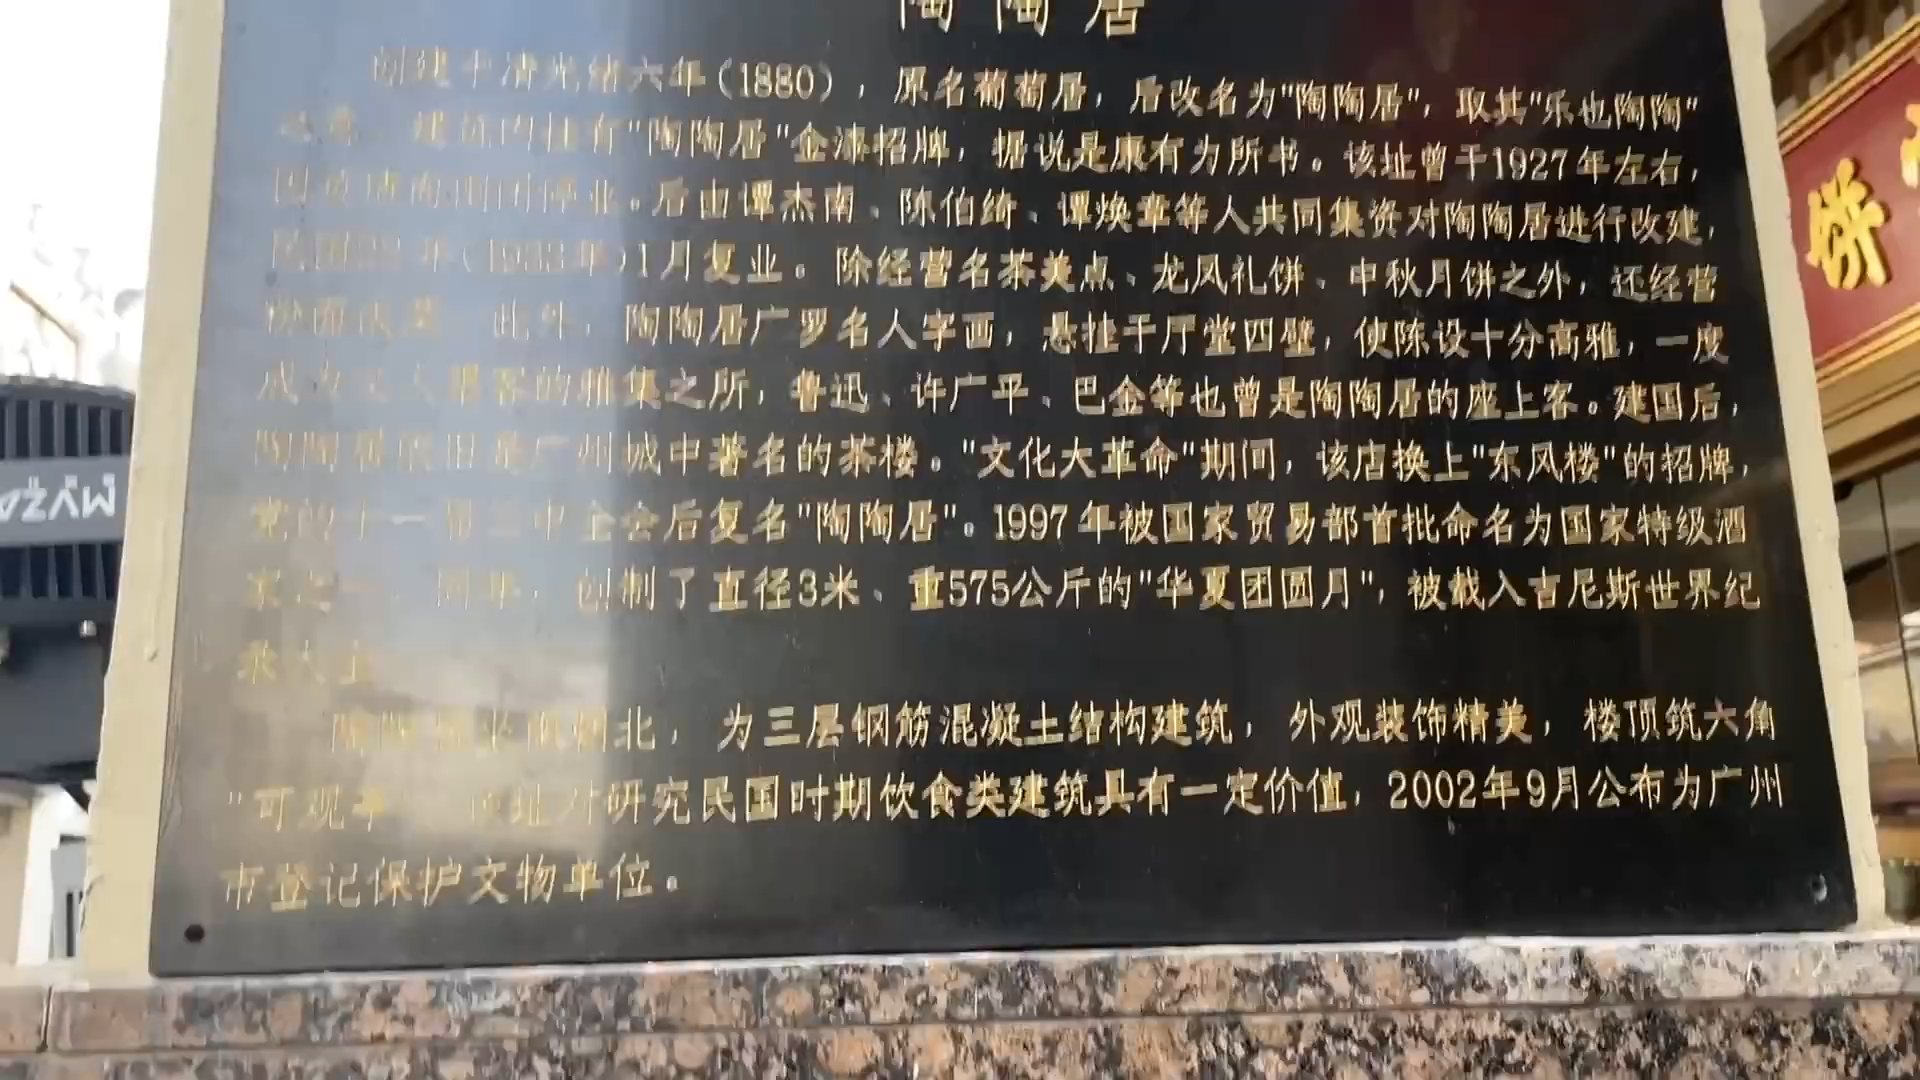 陶陶居
创建于清光绪六年（1880），原名葡萄居，后改名为"陶陶居"，取其"乐也陶陶"
之意。建筑内挂有"陶陶居"金漆招牌，据说是康有为所书。该址曾于1927年左右，
停业。后由谭杰南、陈伯绮、谭焕章等人共同集资对陶陶居进行改建，
年（1933年）1月复业。除经营名茶美点、龙凤礼饼、中秋月饼之外，还经营
此外，陶陶居广罗名人字画，悬挂于厅堂四壁，使陈设十分高雅，一度
成为文人墨客的雅集之所，鲁迅、许广平、巴金等也曾是陶陶居的座上客。建国后，
陶陶居依旧是广州城中著名的茶楼。"文化大革命"期间，该店换上"东风楼"的招牌，
党的十一届三中全会后复名"陶陶居"。1997年被国家贸易部首批命名为国家特级酒
家之一。同年，创制了直径3米、重575公斤的"华夏团圆月"，被载入吉尼斯世界纪
录大全
陶陶居坐南朝北，为三层钢筋混凝土结构建筑，外观装饰精美，楼顶筑六角
"可观亭"。该址对研究民国时期饮食类建筑具有一定价值，2002年9月公布为广州
市登记保护文物单位。
饼